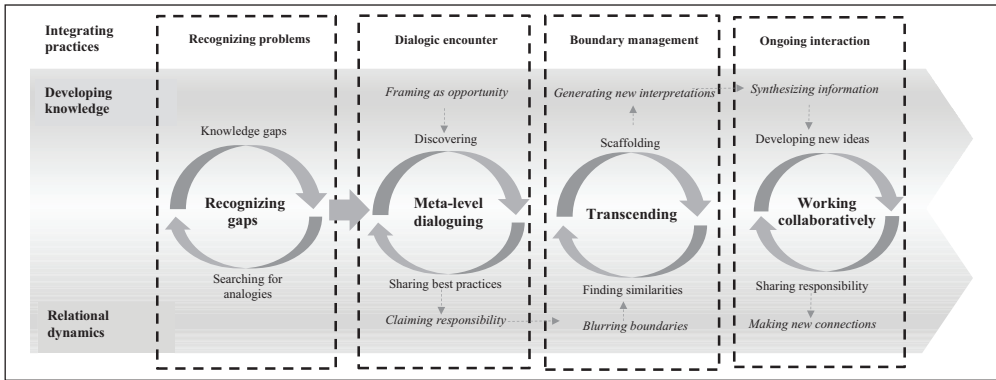 Integrating
practices
Recognizing problems
Dialogic encounter
Boundary management
Ongoing interaction
Developing
knowledge
Framing as opportunity
Generating new interpretations
Synthesizing information
Knowledge gaps
Discovering
Scaffolding
Developing new ideas
Recognizing
gaps
Meta-level
dialoguing
Transcending
Working
collaboratively
Searching for
analogies
Sharing best practices
Finding similarities
Sharing responsibility
Relational
dynamics
Claiming responsibility
Blurring boundaries
Making new connections